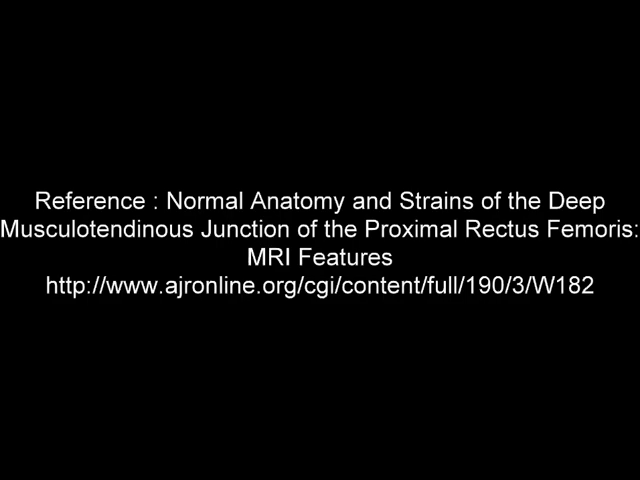 Reference : Normal Anatomy and Strains of the Deep
Musculotendinous Junction of the Proximal Rectus Femoris:
MRI Features
http://www.ajronline.org/cgi/content/full/190/3/W182